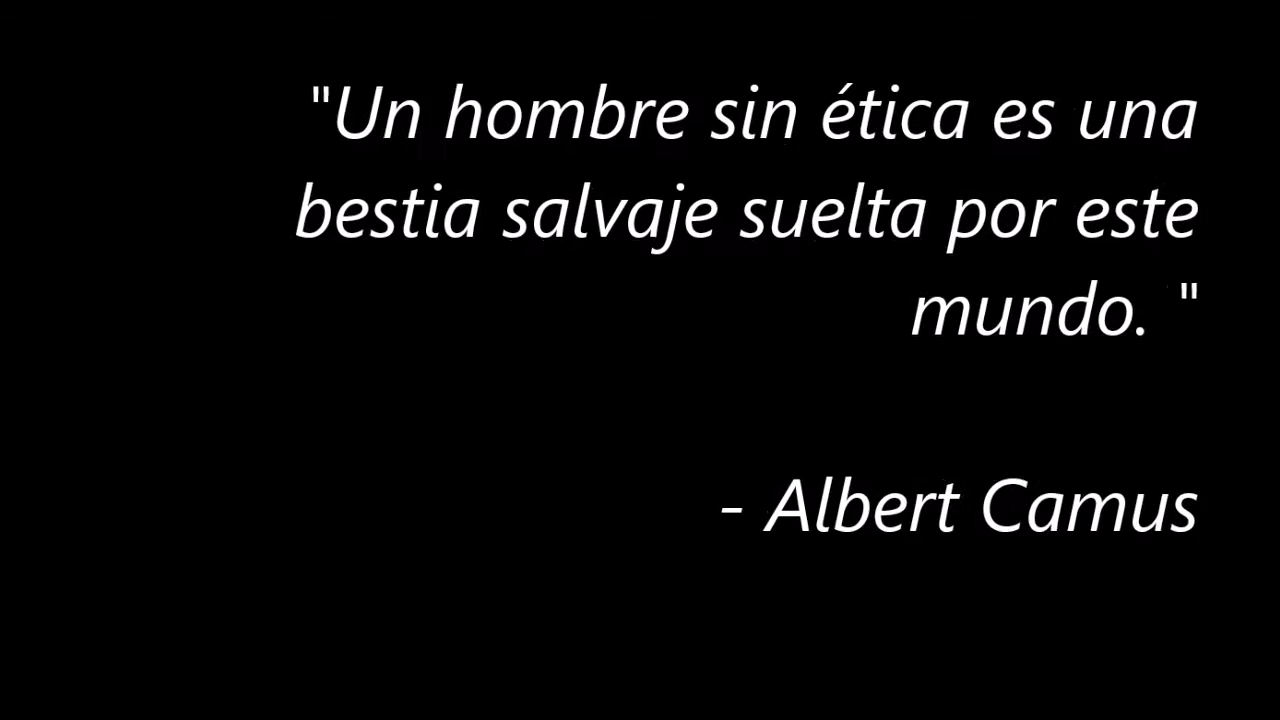 "Un hombre sin ética es una
bestia salvaje suelta por este
mundo. "
- Albert Camus